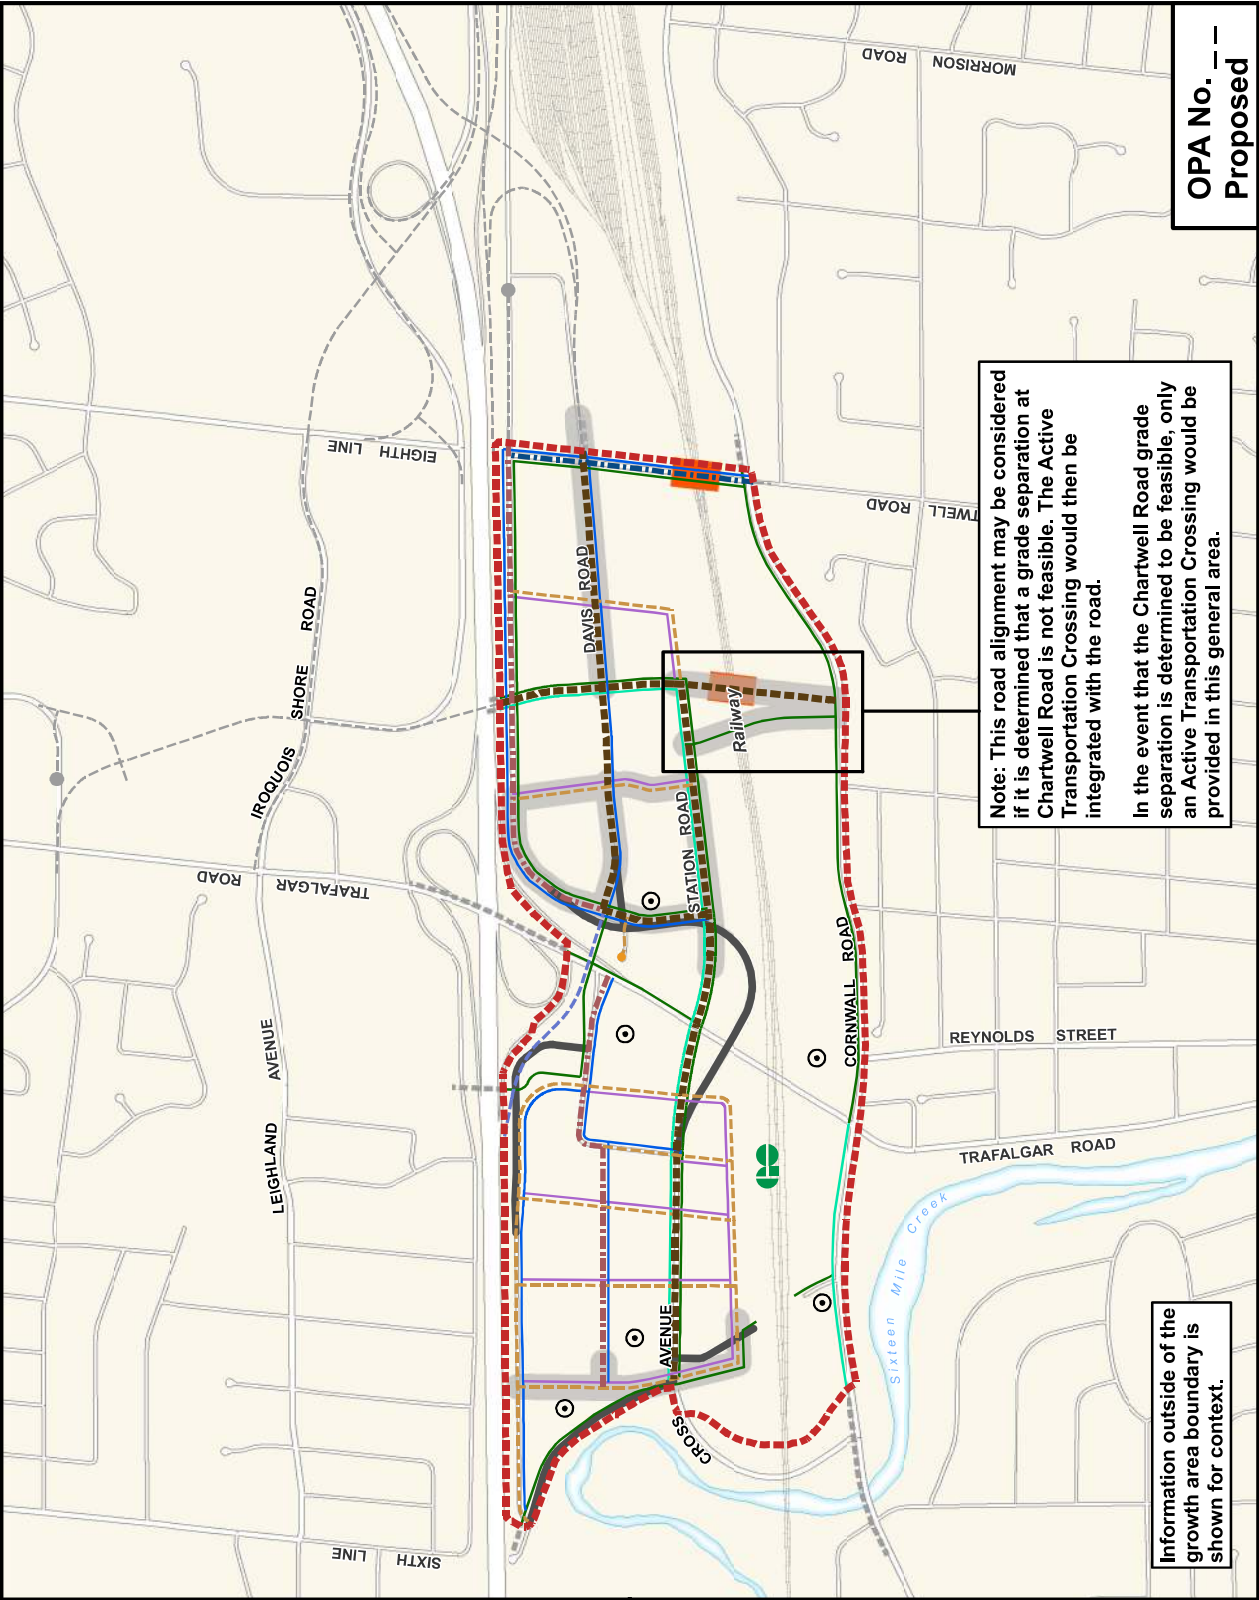 OPA No. _ _
Proposed
MORRISON ROAD
EIGHTH LINE
IROQUOIS SHORE ROAD
TRAFALGAR ROAD
LEIGHLAND AVENUE
SIXTH LINE
DAVIS ROAD
STATION ROAD
Railway
CROSS AVENUE
CORNWALL ROAD
TWELL ROAD
REYNOLDS STREET
TRAFALGAR ROAD
Sixteen Mile Creek
GO
Note: This road alignment may be considered
if it is determined that a grade separation at
Chartwell Road is not feasible. The Active
Transportation Crossing would then be
integrated with the road.
In the event that the Chartwell Road grade
separation is determined to be feasible, only
an Active Transportation Crossing would be
provided in this general area.
Information outside of the
growth area boundary is
shown for context.